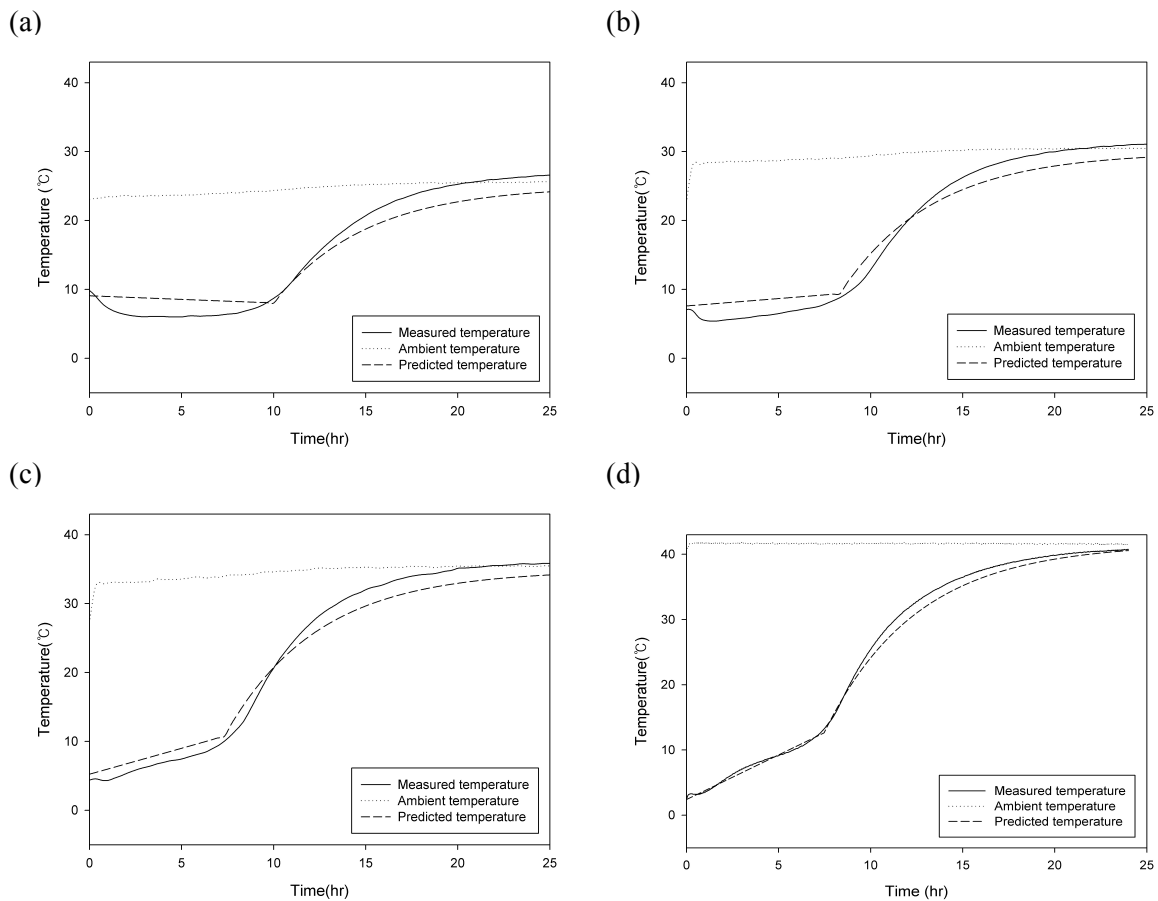 (a)
Temperature (℃)
40
30
20
10
0
0 5 10 15 20 25
Time(hr)
Measured temperature
Ambient temperature
Predicted temperature
(b)
Temperature(℃)
40
30
20
10
0
0 5 10 15 20 25
Time(hr)
Measured temperature
Ambient temperature
Predicted temperature
(c)
Temperature(℃)
40
30
20
10
0
0 5 10 15 20 25
Time(hr)
Measured temperature
Ambient temperature
Predicted temperature
(d)
Temperature(℃)
40
30
20
10
0
0 5 10 15 20 25
Time (hr)
Measured temperature
Ambient temperature
Predicted temperature